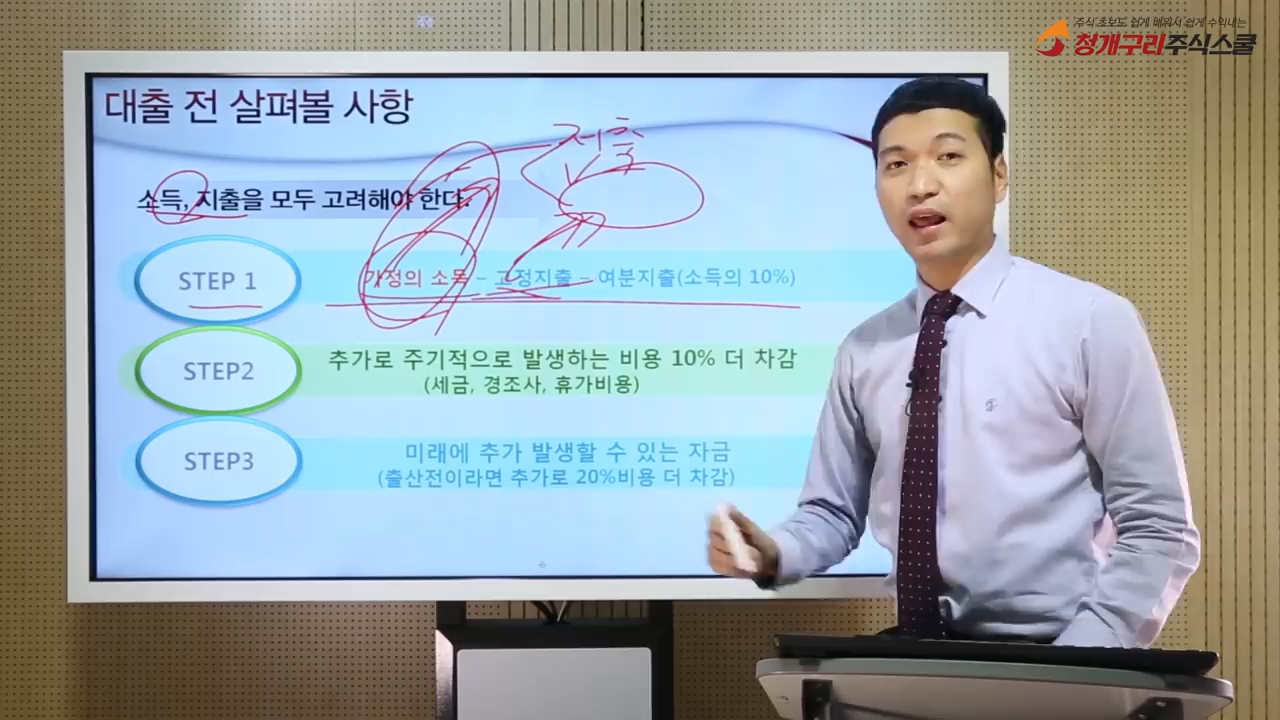 주식 초보도 쉽게 배워서 쉽게 수익내는
청개구리주식스쿨
대출 전 살펴볼 사항
저축
소득, 지출을 모두 고려해야 한다.
STEP 1
가정의 소득 – 고정지출 – 여분지출(소득의 10%)
STEP2
추가로 주기적으로 발생하는 비용 10% 더 차감
(세금, 경조사, 휴가비용)
STEP3
미래에 추가 발생할 수 있는 자금
(출산전이라면 추가로 20%비용 더 차감)
6